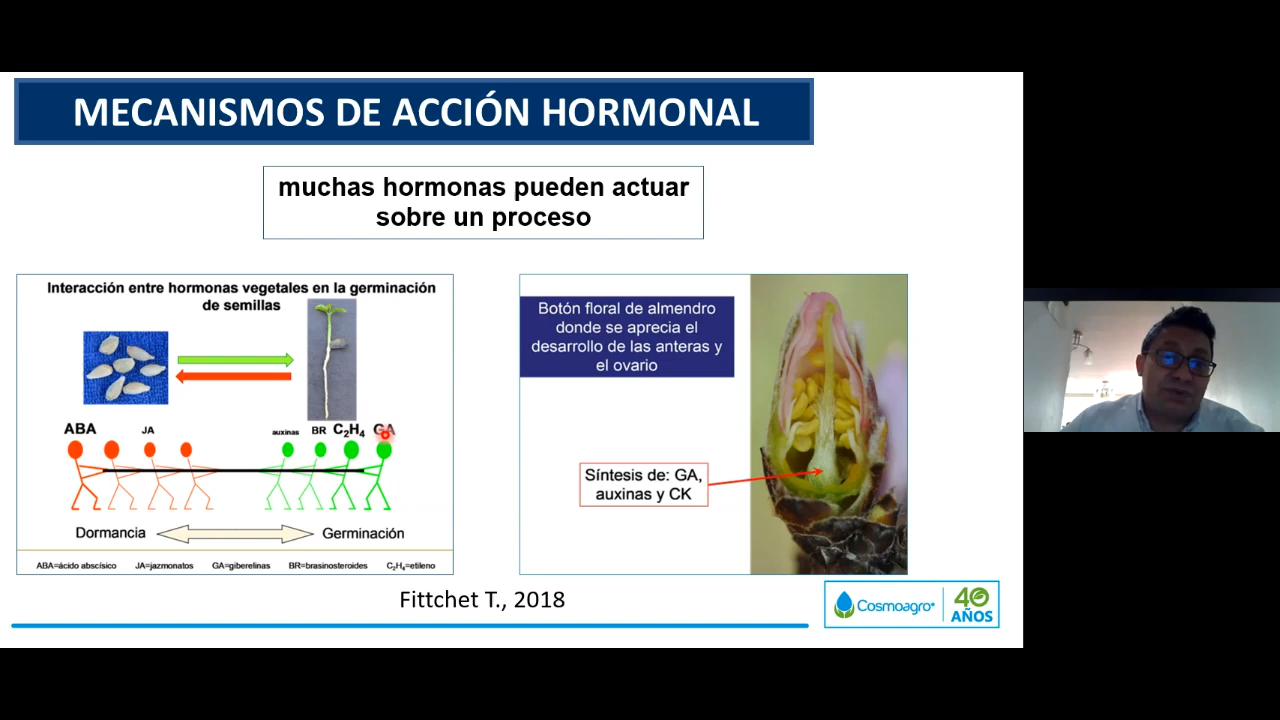 MECANISMOS DE ACCIÓN HORMONAL
muchas hormonas pueden actuar
sobre un proceso
Interacción entre hormonas vegetales en la germinación
de semillas
ABA
JA
auxinas
BR
C₂H₄
GA
Dormancia
Germinación
ABA=ácido abscísico JA=jazmonatos GA=giberelinas BR=brasinosteroides C₂H₄=etileno
Botón floral de almendro
donde se aprecia el
desarrollo de las anteras y
el ovario
Síntesis de: GA,
auxinas y CK
Fittchet T., 2018
Cosmoagro
40
AÑOS